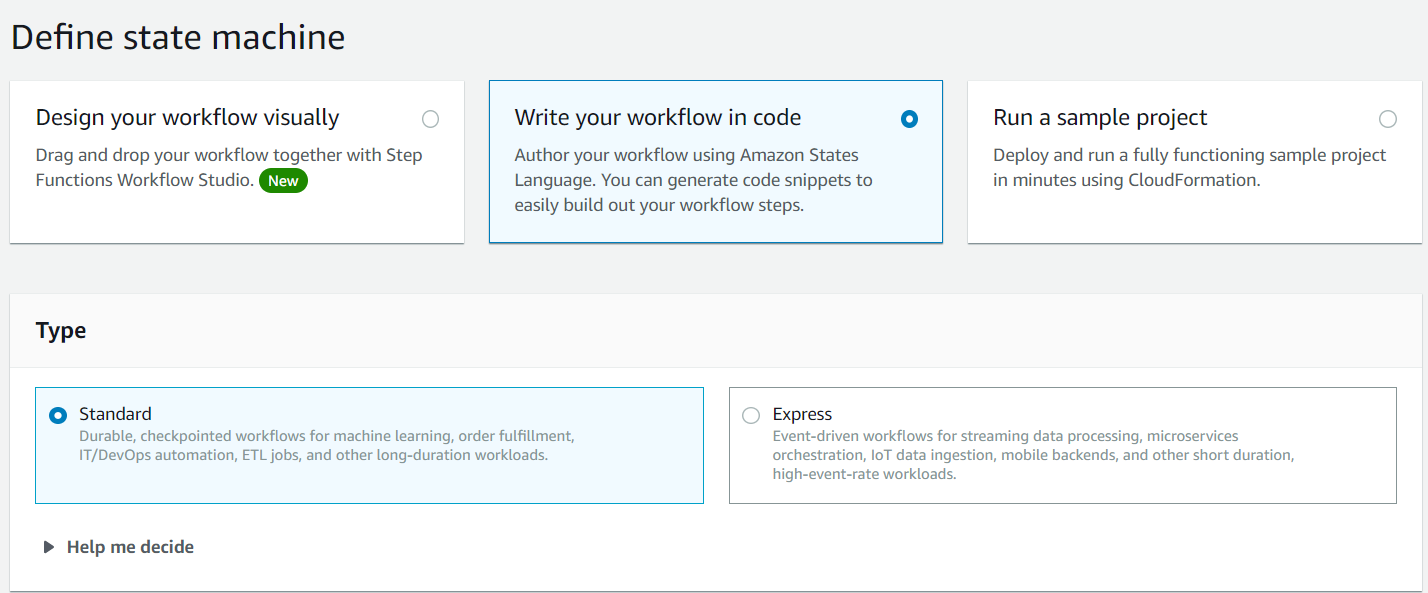 Define state machine
Design your workflow visually
Drag and drop your workflow together with Step
Functions Workflow Studio. New
Write your workflow in code
Author your workflow using Amazon States
Language. You can generate code snippets to
easily build out your workflow steps.
Run a sample project
Deploy and run a fully functioning sample project
in minutes using CloudFormation.
Type
Standard
Durable, checkpointed workflows for machine learning, order fulfillment,
IT/DevOps automation, ETL jobs, and other long-duration workloads.
Express
Event-driven workflows for streaming data processing, microservices
orchestration, IoT data ingestion, mobile backends, and other short duration,
high-event-rate workloads.
Help me decide